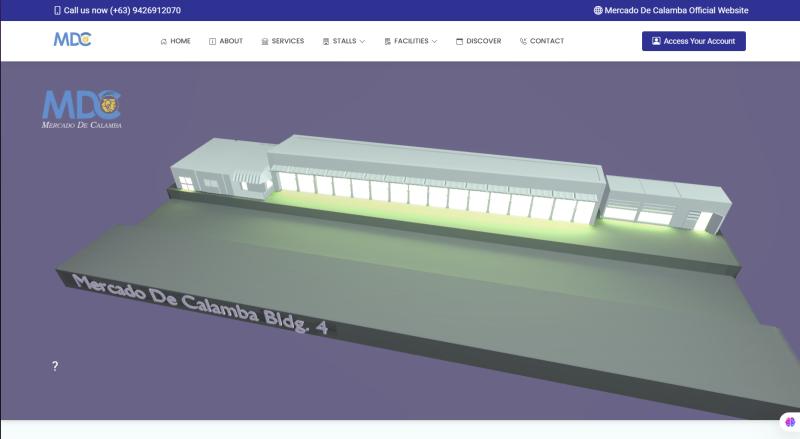 Call us now (+63) 9426912070
Mercado De Calamba Official Website
MDC
HOME
ABOUT
SERVICES
STALLS
FACILITIES
DISCOVER
CONTACT
Access Your Account
MDC
MERCADO DE CALAMBA
Mercado De Calamba Bldg. 4
?